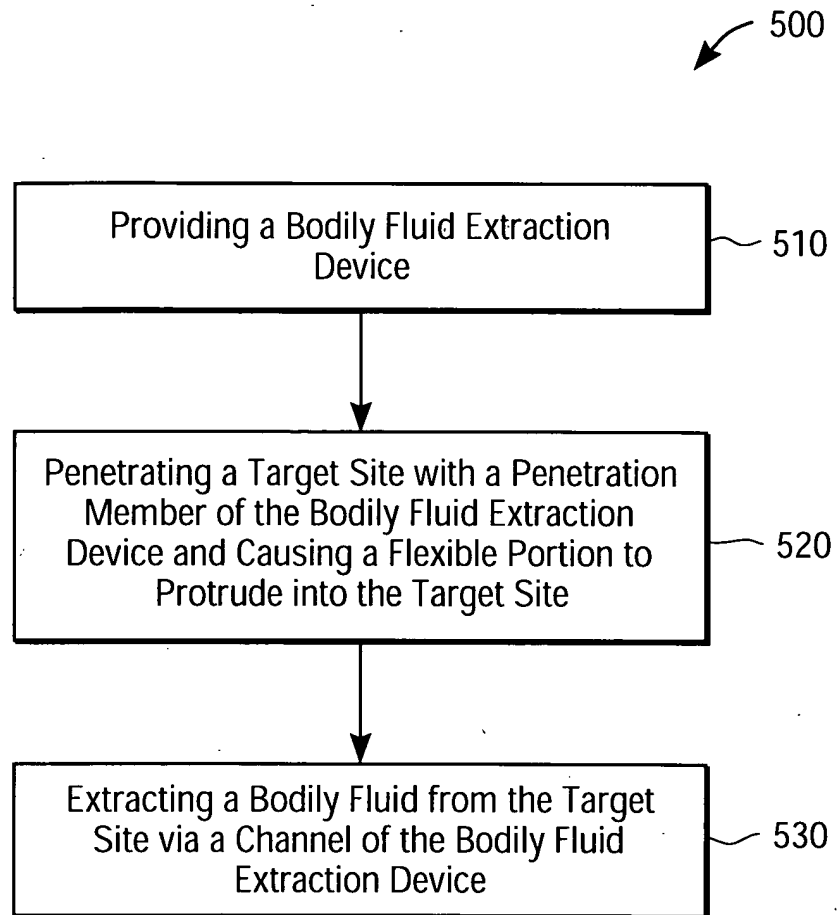 500
Providing a Bodily Fluid Extraction
Device
510
Penetrating a Target Site with a Penetration
Member of the Bodily Fluid Extraction
Device and Causing a Flexible Portion to
Protrude into the Target Site
520
Extracting a Bodily Fluid from the Target
Site via a Channel of the Bodily Fluid
Extraction Device
530